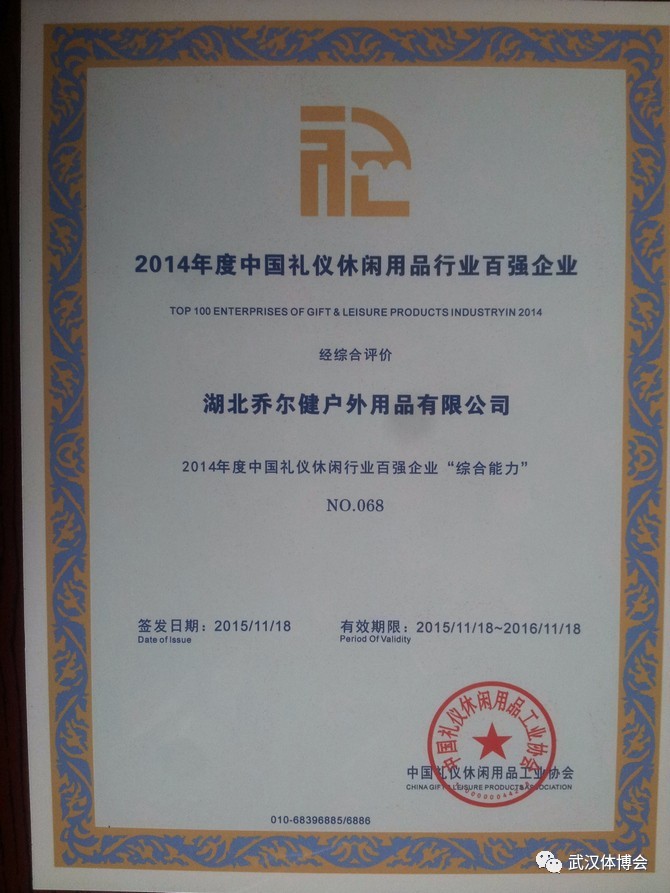 2014年度中国礼仪休闲用品行业百强企业
TOP 100 ENTERPRISES OF GIFT & LEISURE PRODUCTS INDUSTRYIN 2014
经综合评价
湖北乔尔健户外用品有限公司
2014年度中国礼仪休闲行业百强企业“综合能力”
NO.068
签发日期：2015/11/18
Date of Issue
有效期限：2015/11/18~2016/11/18
Period Of Validity
中国礼仪休闲用品工业协会
中国礼仪休闲用品工业协会
CHINA GIFT & LEISURE PRODUCTS ASSOCIATION
010-68396885/6886
武汉体博会